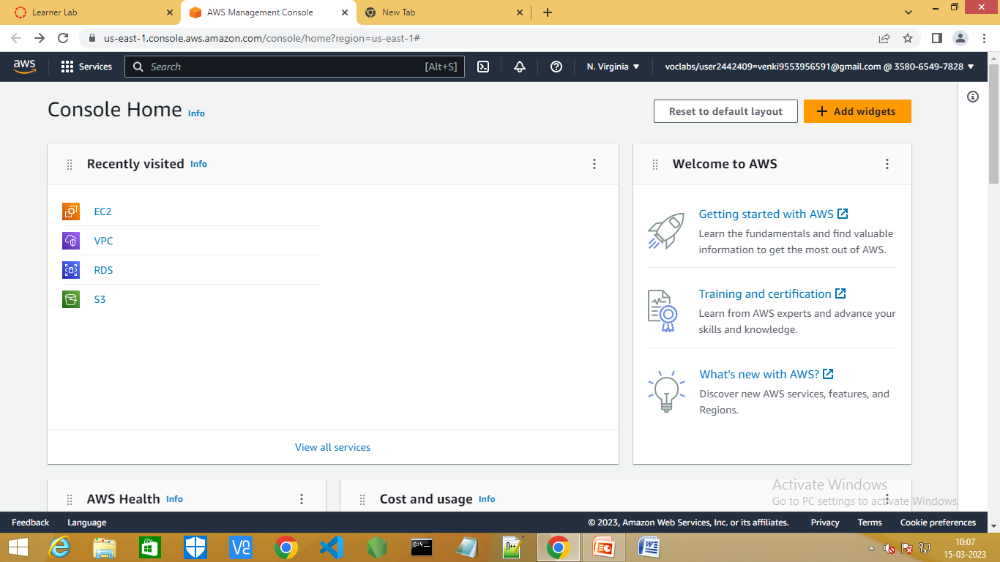 Learner Lab
AWS Management Console
New Tab
us-east-1.console.aws.amazon.com/console/home?region=us-east-1#
aws
Services
Search
[Alt+S]
N. Virginia
voclabs/user2442409=venki9553956591@gmail.com @ 3580-6549-7828
Console Home Info
Reset to default layout
Add widgets
Recently visited Info
EC2
VPC
RDS
S3
View all services
Welcome to AWS
Getting started with AWS
Learn the fundamentals and find valuable
information to get the most out of AWS.
Training and certification
Learn from AWS experts and advance your
skills and knowledge.
What's new with AWS?
Discover new AWS services, features, and
Regions.
AWS Health Info
Cost and usage Info
Activate Windows
Go to PC settings to activate Windows.
Feedback
Language
© 2023, Amazon Web Services, Inc. or its affiliates.
Privacy
Terms
Cookie preferences
10:07
15-03-2023